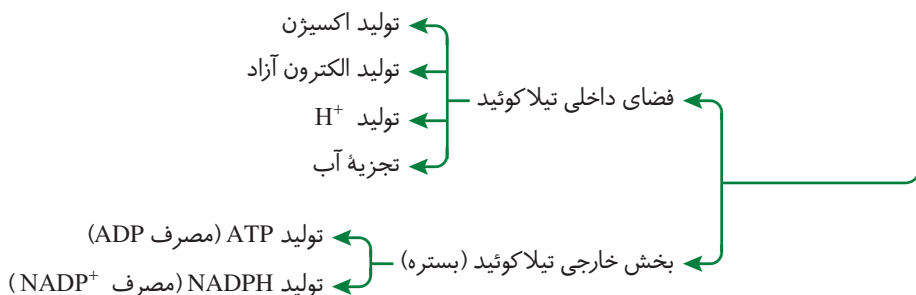 تولید اکسیژن
تولید الکترون آزاد
فضای داخلی تیلاکوئید
تولید H⁺
تجزیهٔ آب
تولید ATP (مصرف ADP)
بخش خارجی تیلاکوئید (بستره)
تولید NADPH (مصرف NADP⁺)